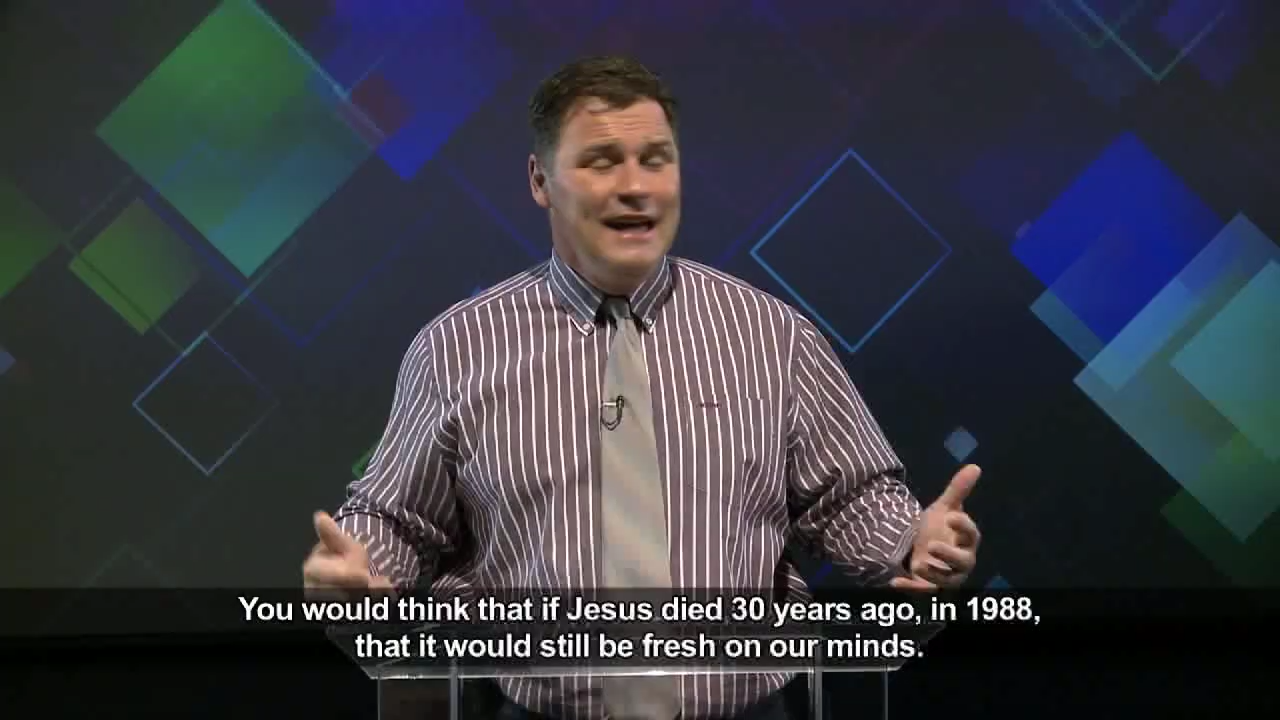 You would think that if Jesus died 30 years ago, in 1988,
that it would still be fresh on our minds.